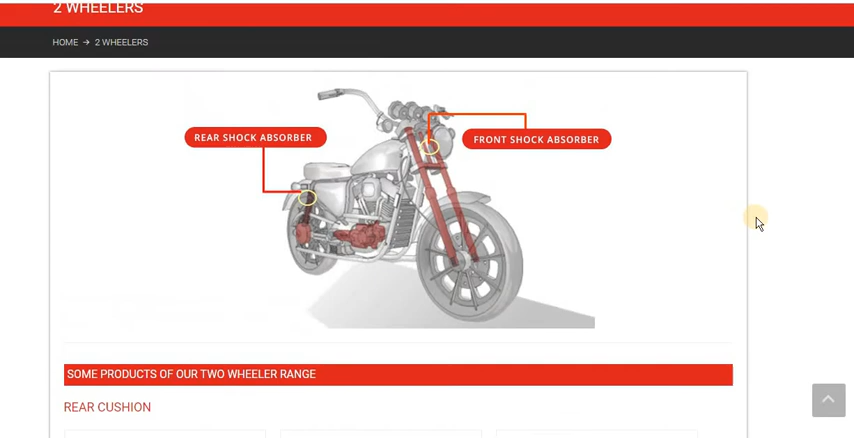 2 WHEELERS
HOME → 2 WHEELERS
REAR SHOCK ABSORBER
FRONT SHOCK ABSORBER
SOME PRODUCTS OF OUR TWO WHEELER RANGE
REAR CUSHION